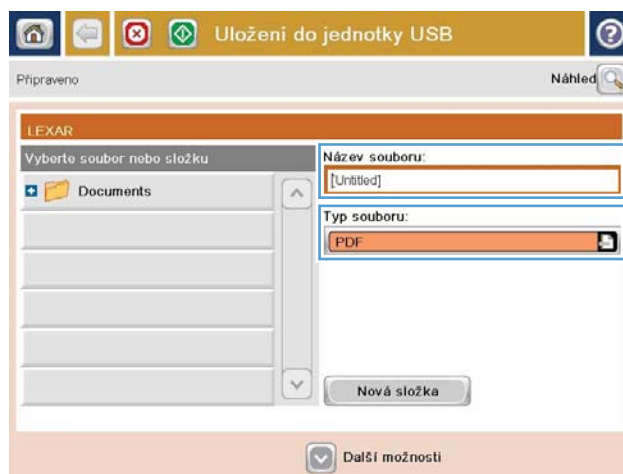 Uložení do jednotky USB
Připraveno
Náhled
LEXAR
Vyberte soubor nebo složku
Název souboru:
[Untitled]
Documents
Typ souboru:
PDF
Nová složka
Další možnosti